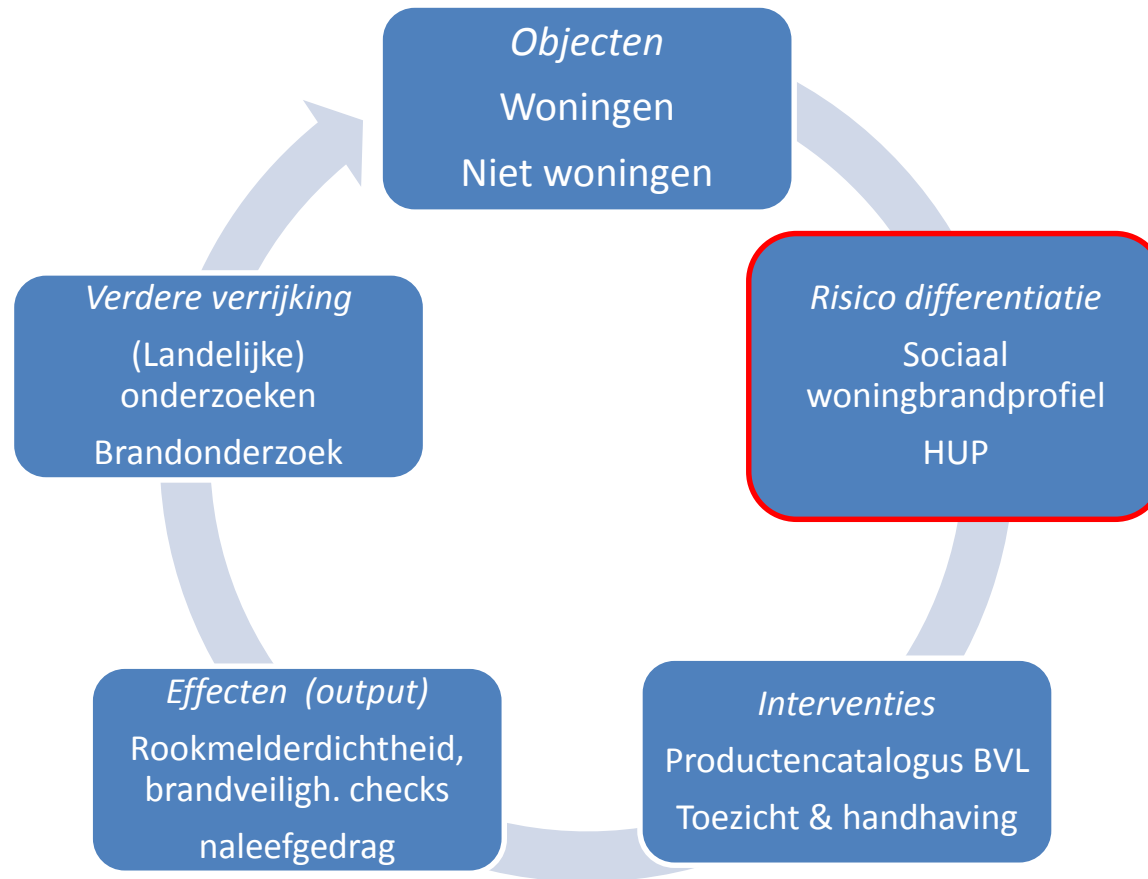 Objecten
Woningen
Niet woningen
Risico differentiatie
Sociaal
woningbrandprofiel
HUP
Interventies
Productencatalogus BVL
Toezicht & handhaving
Effecten (output)
Rookmelderdichtheid,
brandveiligh. checks
naleefgedrag
Verdere verrijking
(Landelijke)
onderzoeken
Brandonderzoek